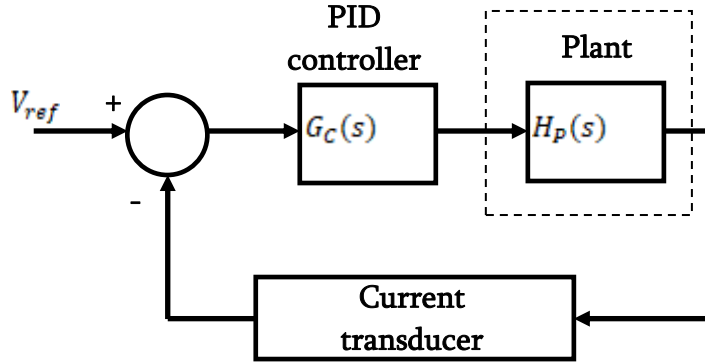 PID
controller
Plant
V_ref
+
G_C(s)
H_P(s)
-
Current
transducer